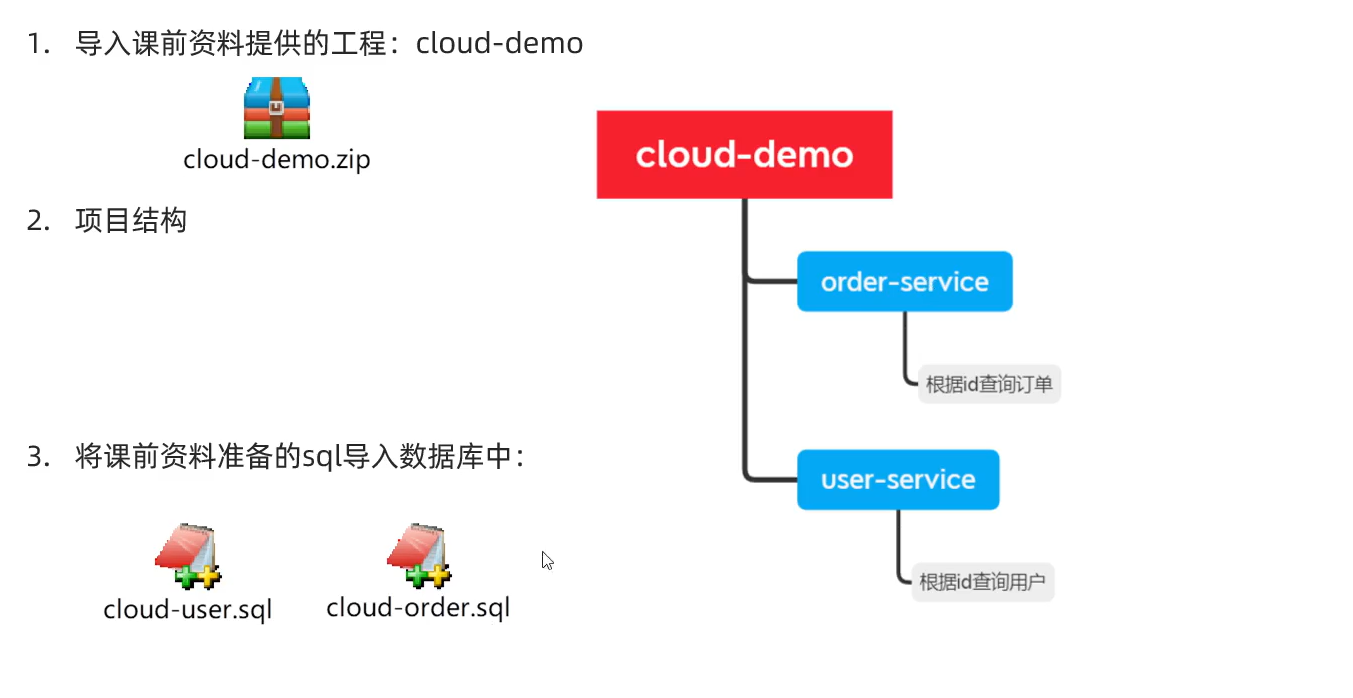 1. 导入课前资料提供的工程：cloud-demo
cloud-demo.zip
2. 项目结构
cloud-demo
order-service
根据id查询订单
user-service
根据id查询用户
3. 将课前资料准备的sql导入数据库中：
cloud-user.sql
cloud-order.sql